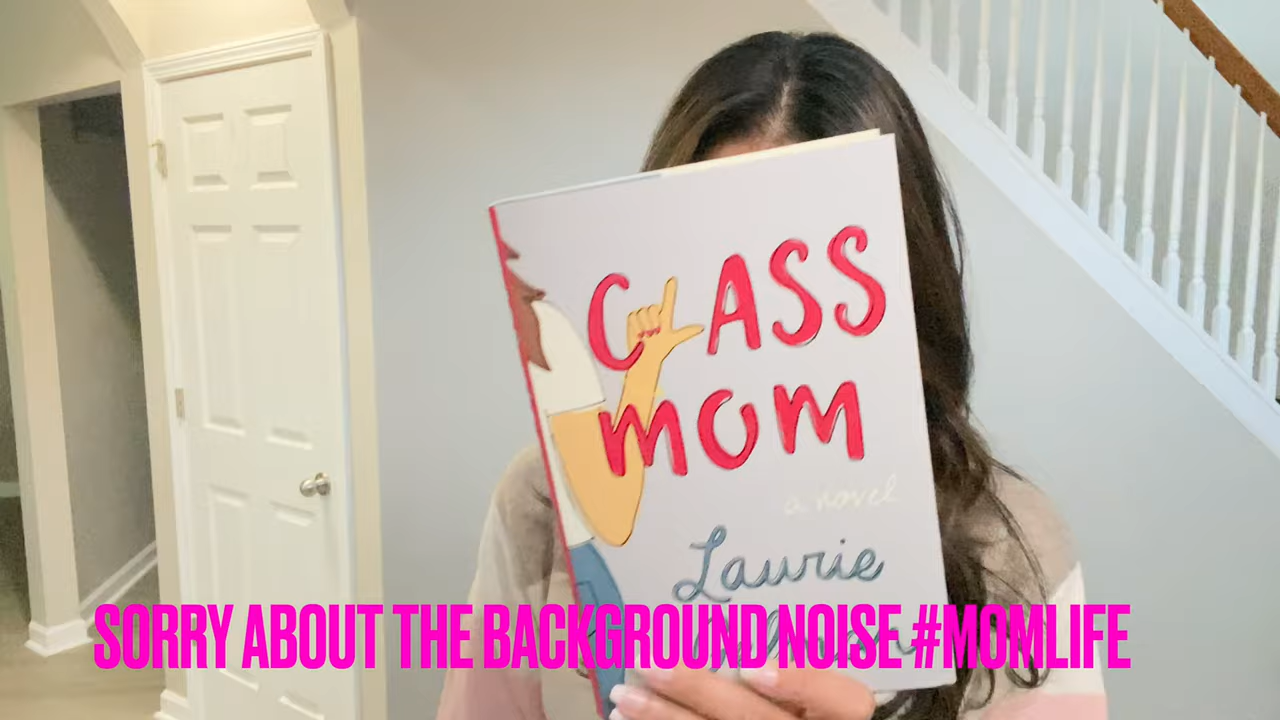 CLASS
MOM
a novel
Laurie
SORRY ABOUT THE BACKGROUND NOISE #MOMLIFE